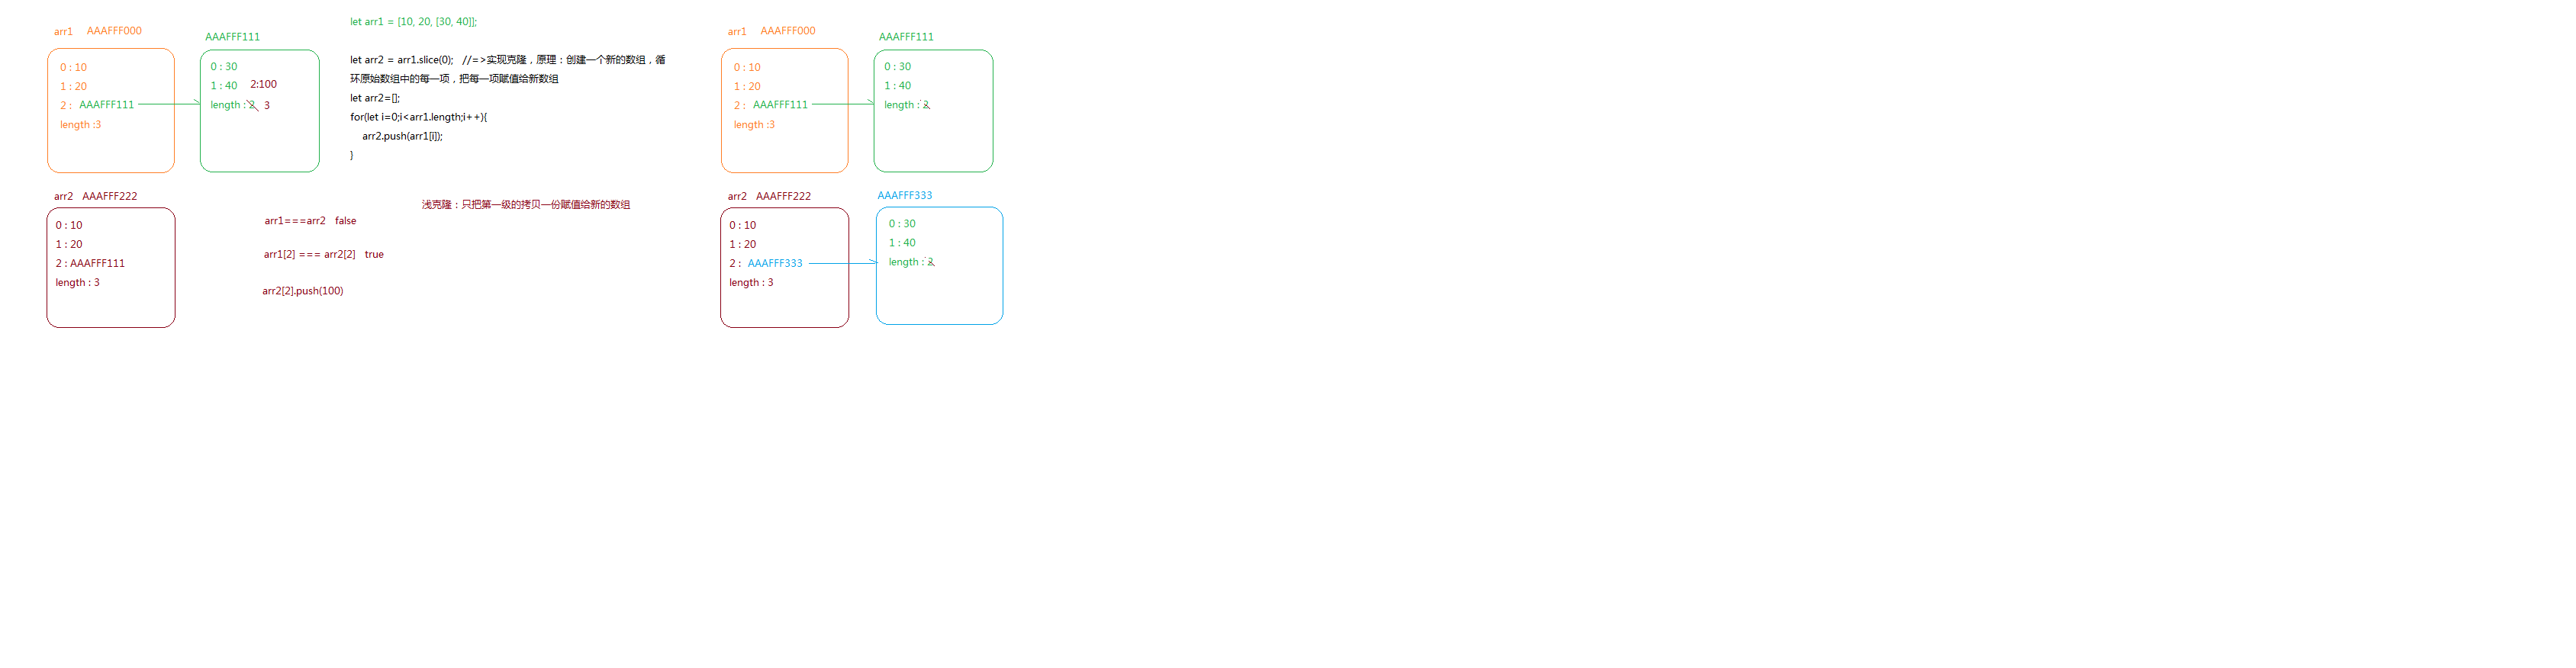 arr1 AAAFFF000
AAAFFF111
0 : 10
1 : 20
2 : AAAFFF111
length :3
0 : 30
1 : 40 2:100
length : 2 3
let arr1 = [10, 20, [30, 40]];
let arr2 = arr1.slice(0); //=>实现克隆，原理：创建一个新的数组，循
环原始数组中的每一项，把每一项赋值给新数组
let arr2=[];
for(let i=0;i<arr1.length;i++){
arr2.push(arr1[i]);
}
arr2 AAAFFF222
0 : 10
1 : 20
2 : AAAFFF111
length : 3
浅克隆：只把第一级的拷贝一份赋值给新的数组
arr1===arr2 false
arr1[2] === arr2[2] true
arr2[2].push(100)
arr1 AAAFFF000
AAAFFF111
0 : 10
1 : 20
2 : AAAFFF111
length :3
0 : 30
1 : 40
length : 2
arr2 AAAFFF222
AAAFFF333
0 : 10
1 : 20
2 : AAAFFF333
length : 3
0 : 30
1 : 40
length : 2